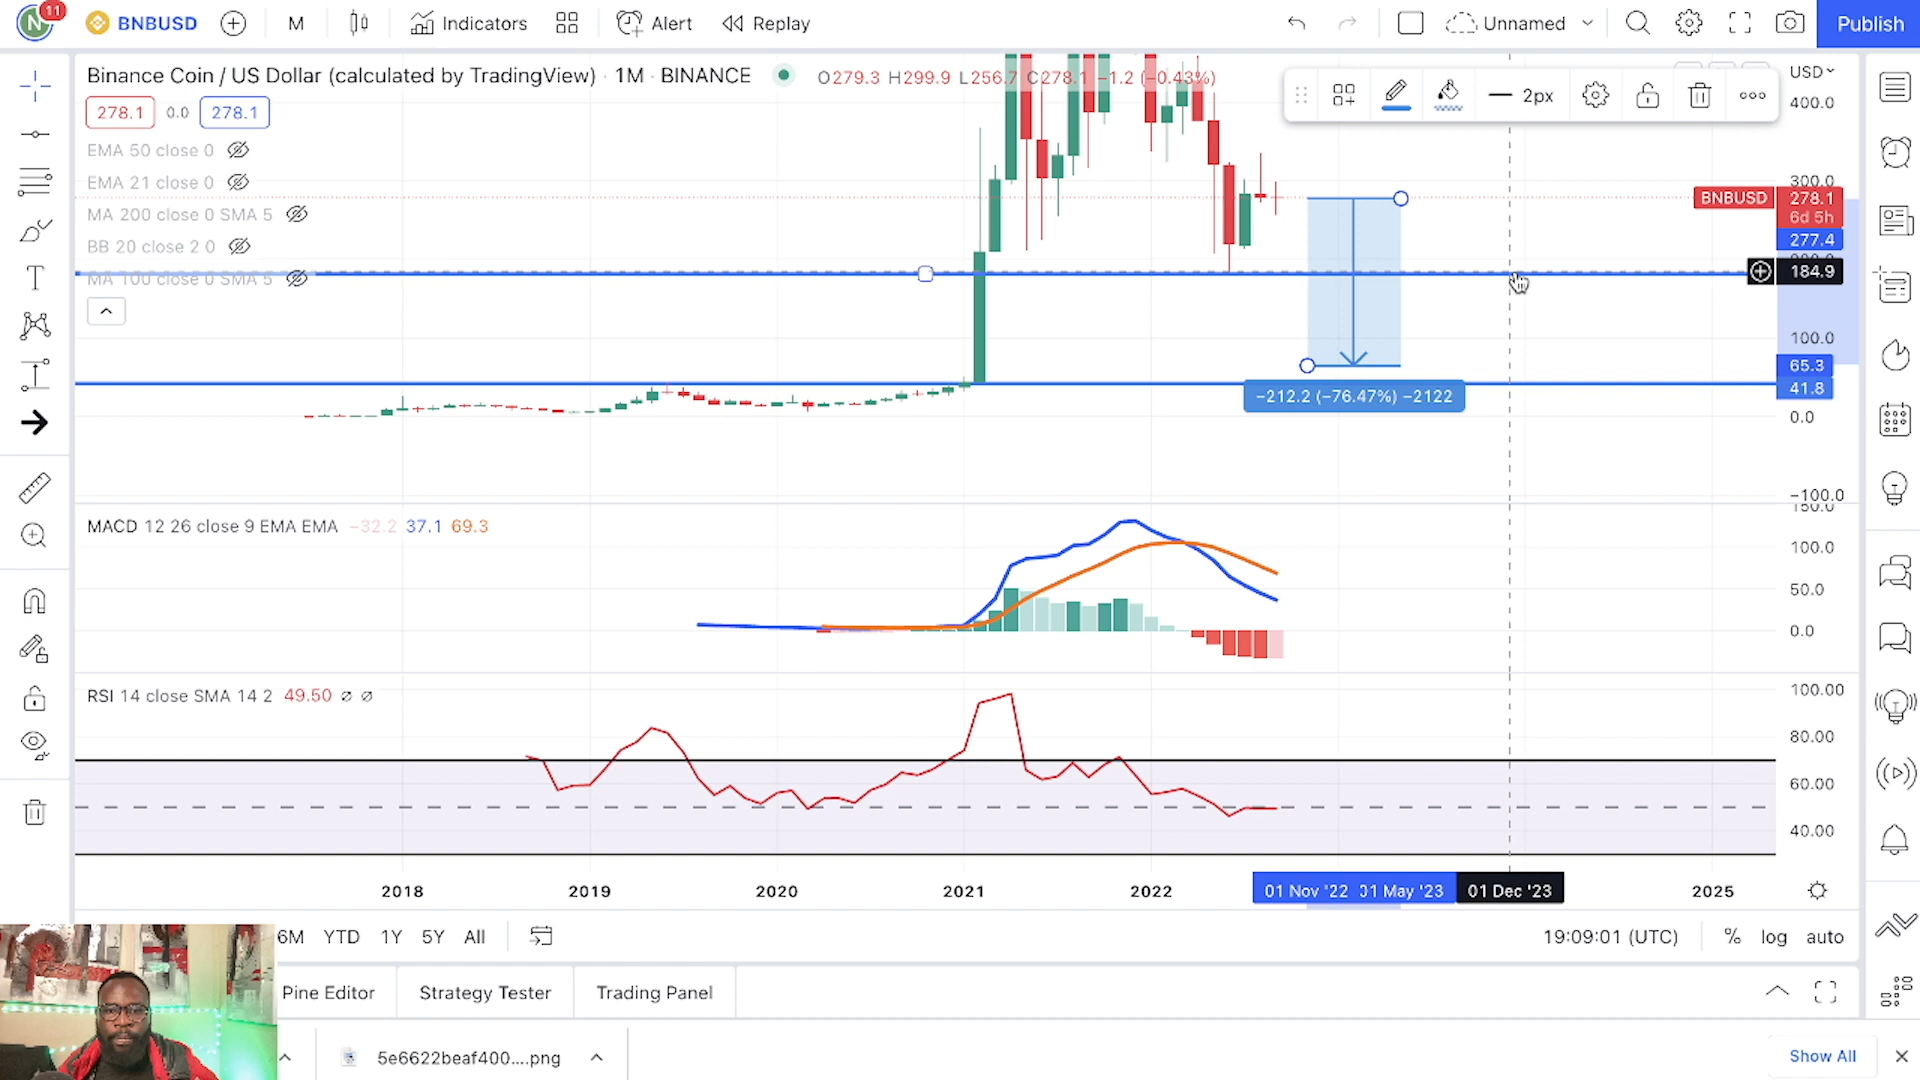 N 11 BNBUSD M Indicators Alert Replay Unnamed Publish
Binance Coin / US Dollar (calculated by TradingView) · 1M · BINANCE O279.3 H299.9 L256.7 C278.1 −1.2 (−0.43%)
USD
2px
278.1 0.0 278.1
EMA 50 close 0
EMA 21 close 0
MA 200 close 0 SMA 5
BB 20 close 2 0
MA 100 close 0 SMA 5
400.0
300.0
BNBUSD 278.1
6d 5h
277.4
184.9
100.0
65.3
41.8
0.0
−100.0
−212.2 (−76.47%) −2122
MACD 12 26 close 9 EMA EMA −32.2 37.1 69.3
150.0
100.0
50.0
0.0
RSI 14 close SMA 14 2 49.50 ∅ ∅
100.00
80.00
60.00
40.00
2018 2019 2020 2021 2022 01 Nov '22 01 May '23 01 Dec '23 2025
6M YTD 1Y 5Y All 19:09:01 (UTC) % log auto
Pine Editor Strategy Tester Trading Panel
5e6622beaf400....png Show All